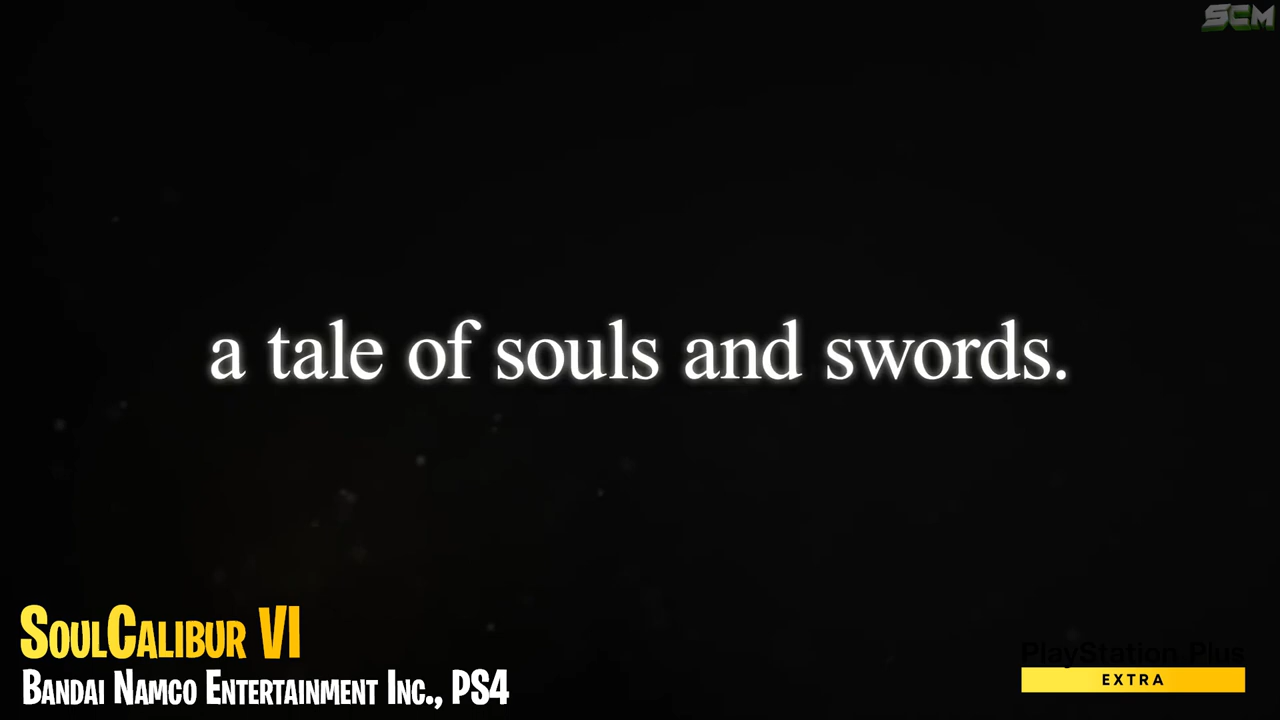 SCM
a tale of souls and swords.
SOULCALIBUR VI
BANDAI NAMCO ENTERTAINMENT INC., PS4
PlayStation Plus
EXTRA